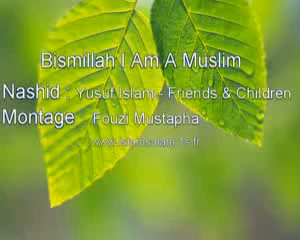 Bismillah I Am A Muslim
Nashid : Yusuf Islam - Friends & Children
Montage Fouzi Mustapha